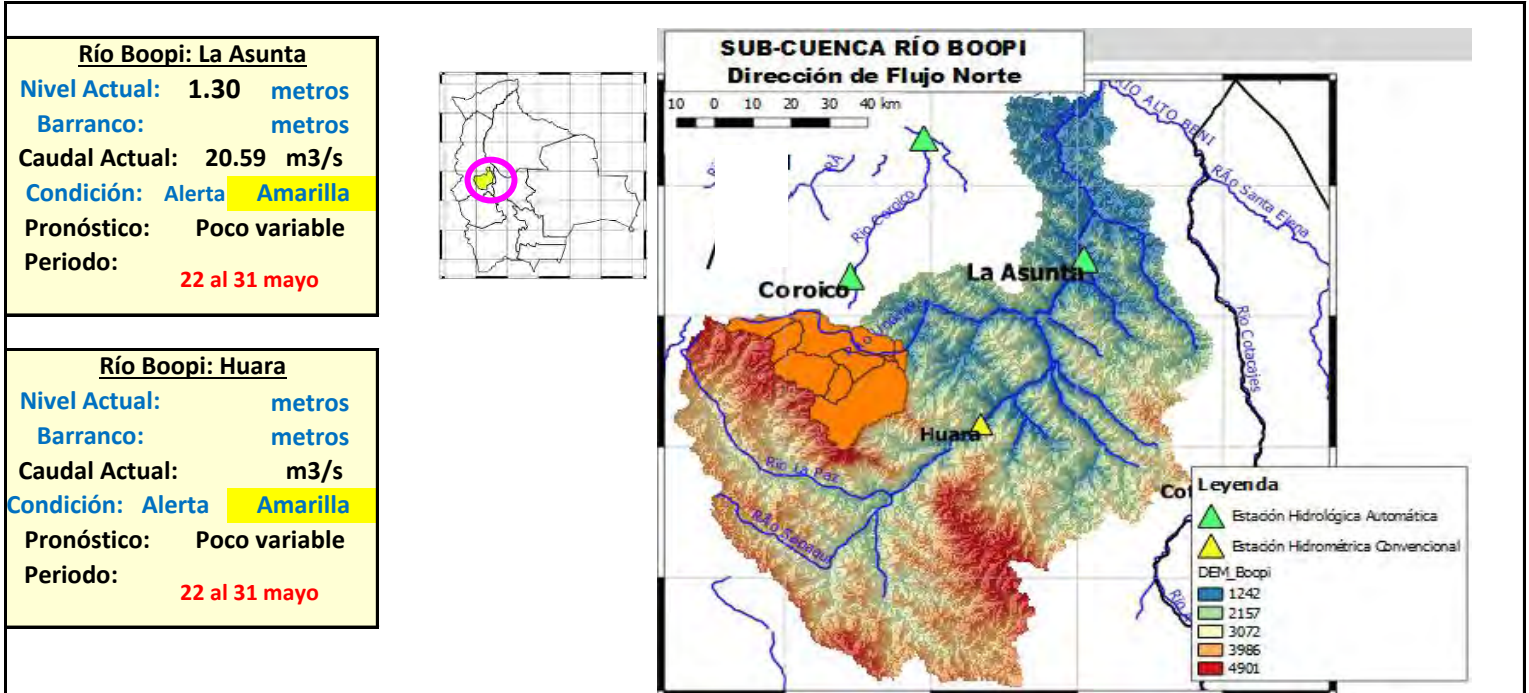 Río Boopi: La Asunta
Nivel Actual: 1.30 metros
Barranco: metros
Caudal Actual: 20.59 m3/s
Condición: Alerta Amarilla
Pronóstico: Poco variable
Periodo:
22 al 31 mayo
Río Boopi: Huara
Nivel Actual: metros
Barranco: metros
Caudal Actual: m3/s
Condición: Alerta Amarilla
Pronóstico: Poco variable
Periodo:
22 al 31 mayo
SUB-CUENCA RÍO BOOPI
Dirección de Flujo Norte
10 0 10 20 30 40 km
RÍO ALTO BENI
RÃo Santa Elena
Río Coroico
La Asunta
Coroico
Río Cotacajes
Huara
Río La Paz
RÃo Sapaqui
Leyenda
Estación Hidrológica Automática
Estación Hidrométrica Convencional
DEM_Boopi
1242
2157
3072
3986
4901